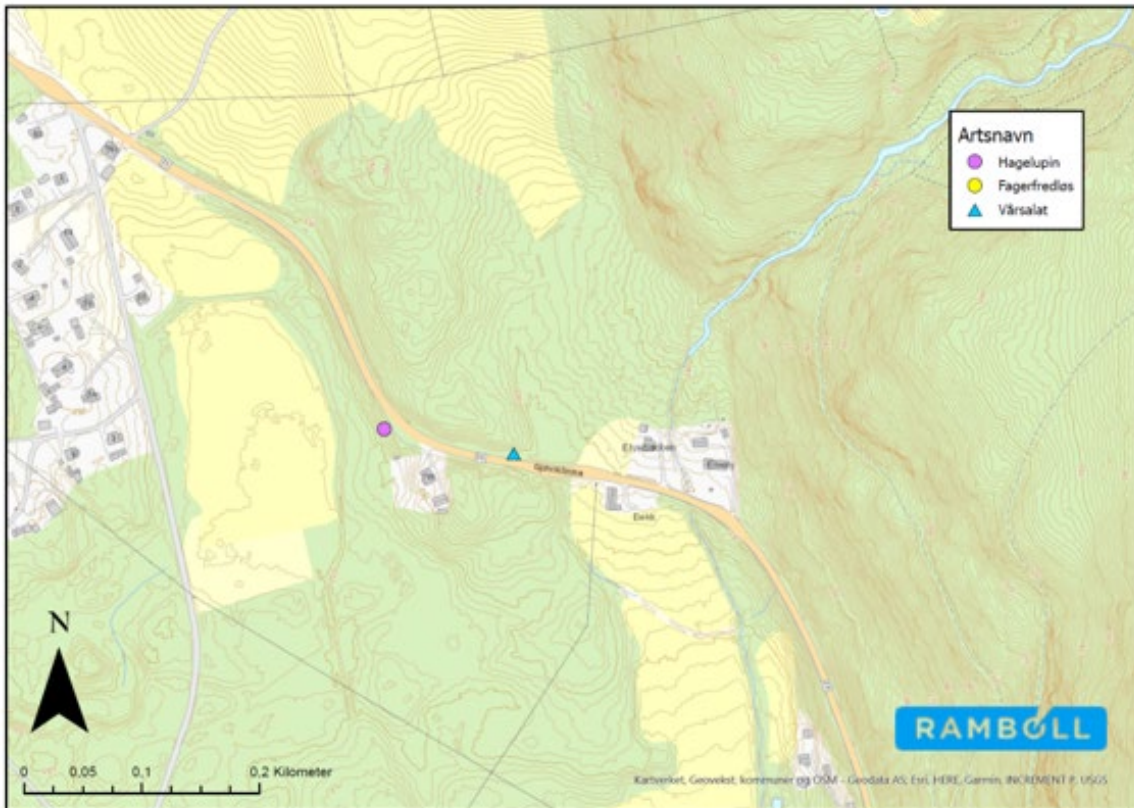 Artsnavn
Hagelupin
Fagerfredløs
Vårsalat
N
0 0,05 0,1 0,2 Kilometer
RAMBOLL
Kartverket, Geovekst, kommuner og OSM - Geodata AS, Esri, HERE, Garmin, INCREMENT P, USGS